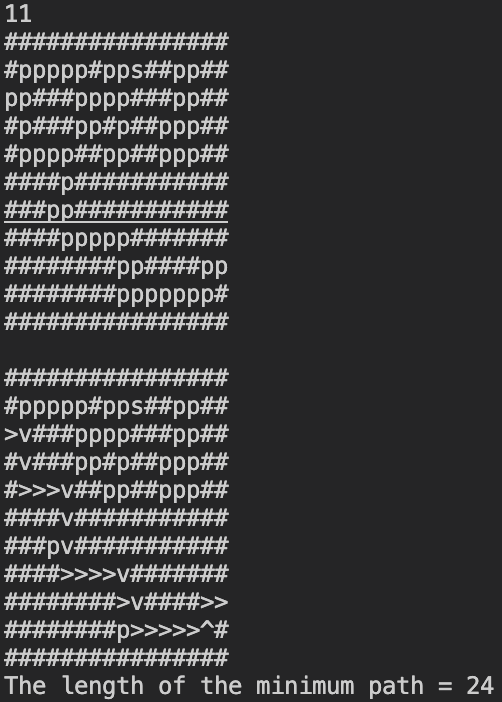 11
################
#ppppp#pps##pp##
pp###pppp###pp##
#p###pp#p##ppp##
#pppp##pp##ppp##
####p###########
###pp###########
####ppppp#######
########pp####pp
########ppppppp#
################
################
#ppppp#pps##pp##
>v###pppp###pp##
#v###pp#p##ppp##
#>>>v##pp##ppp##
####v###########
###pv###########
####>>>>v#######
########>v####>>
########p>>>>>^#
################
The length of the minimum path = 24